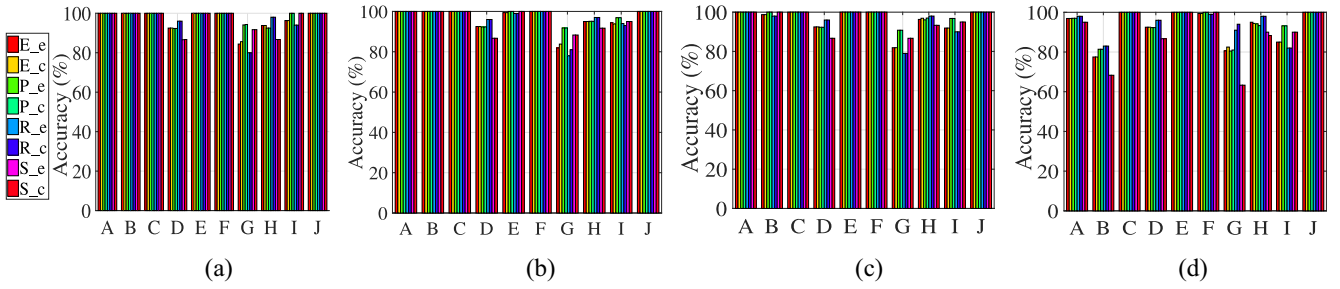 E_e
E_c
P_e
P_c
R_e
R_c
S_e
S_c
Accuracy (%)
100
80
60
40
20
0
A B C D E F G H I J
(a)
Accuracy (%)
100
80
60
40
20
0
A B C D E F G H I J
(b)
Accuracy (%)
100
80
60
40
20
0
A B C D E F G H I J
(c)
Accuracy (%)
100
80
60
40
20
0
A B C D E F G H I J
(d)